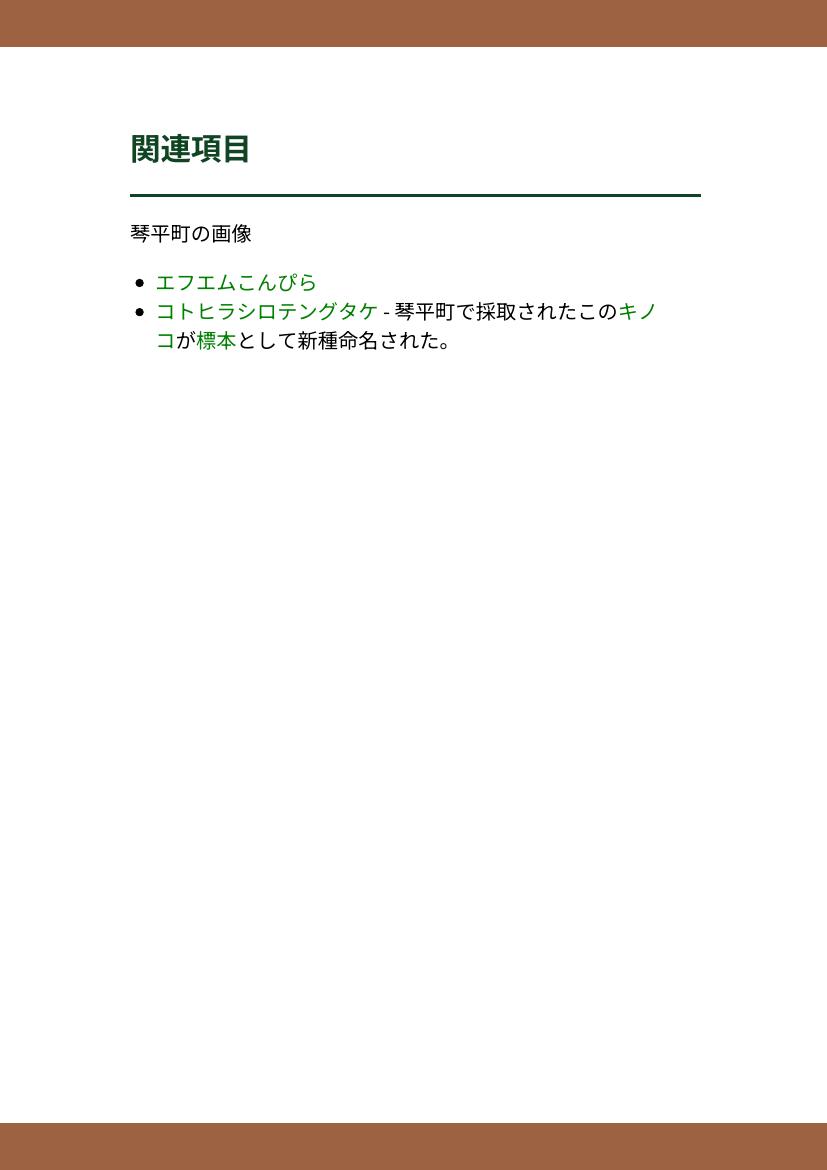 関連項目
琴平町の画像
エフエムこんぴら
コトヒラシロテングタケ - 琴平町で採取されたこのキノ
コが標本として新種命名された。